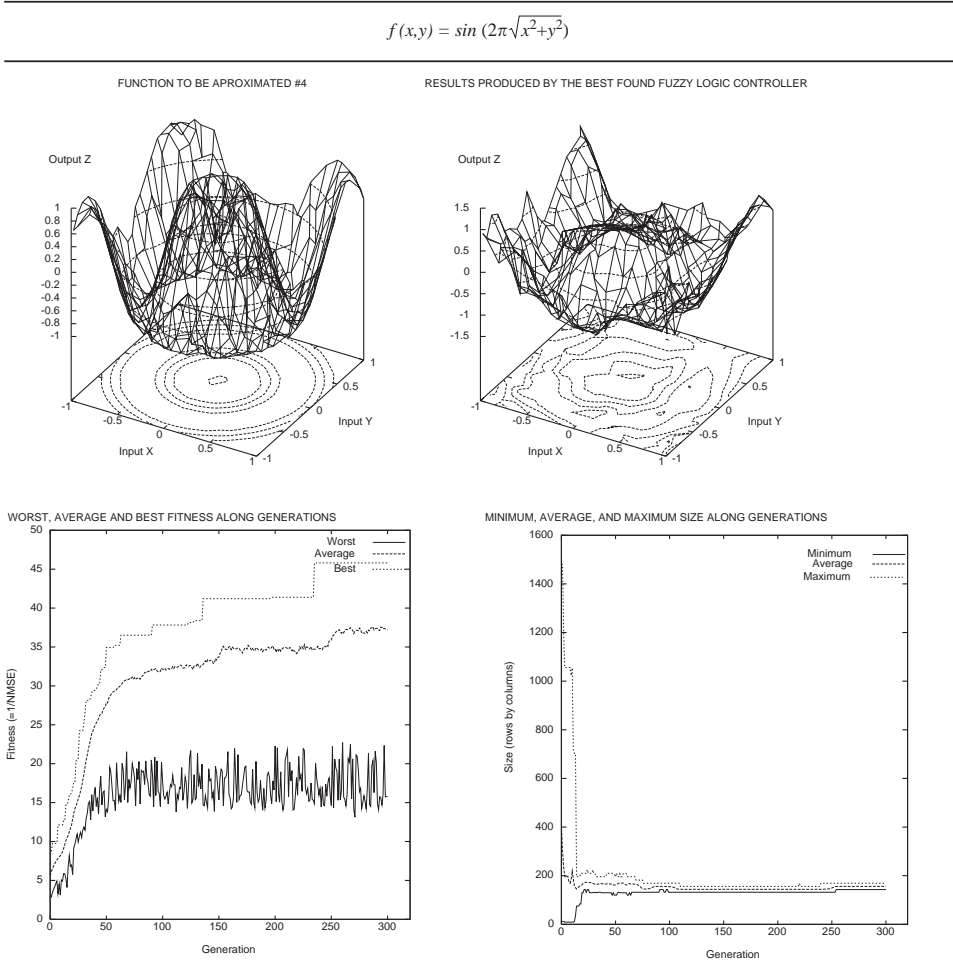 f (x,y) = sin (2π√x²+y²)
FUNCTION TO BE APROXIMATED #4
Output Z
1
0.8
0.6
0.4
0.2
0
-0.2
-0.4
-0.6
-0.8
-1
-1
-0.5
0
0.5
1
Input X
-1
-0.5
0
0.5
1
Input Y
RESULTS PRODUCED BY THE BEST FOUND FUZZY LOGIC CONTROLLER
Output Z
1.5
1
0.5
0
-0.5
-1
-1.5
-1
-0.5
0
0.5
1
Input X
-1
-0.5
0
0.5
1
Input Y
WORST, AVERAGE AND BEST FITNESS ALONG GENERATIONS
Worst
Average
Best
50
45
40
35
30
25
20
15
10
5
0
Fitness (=1/NMSE)
0 50 100 150 200 250 300
Generation
MINIMUM, AVERAGE, AND MAXIMUM SIZE ALONG GENERATIONS
Minimum
Average
Maximum
1600
1400
1200
1000
800
600
400
200
0
Size (rows by columns)
0 50 100 150 200 250 300
Generation